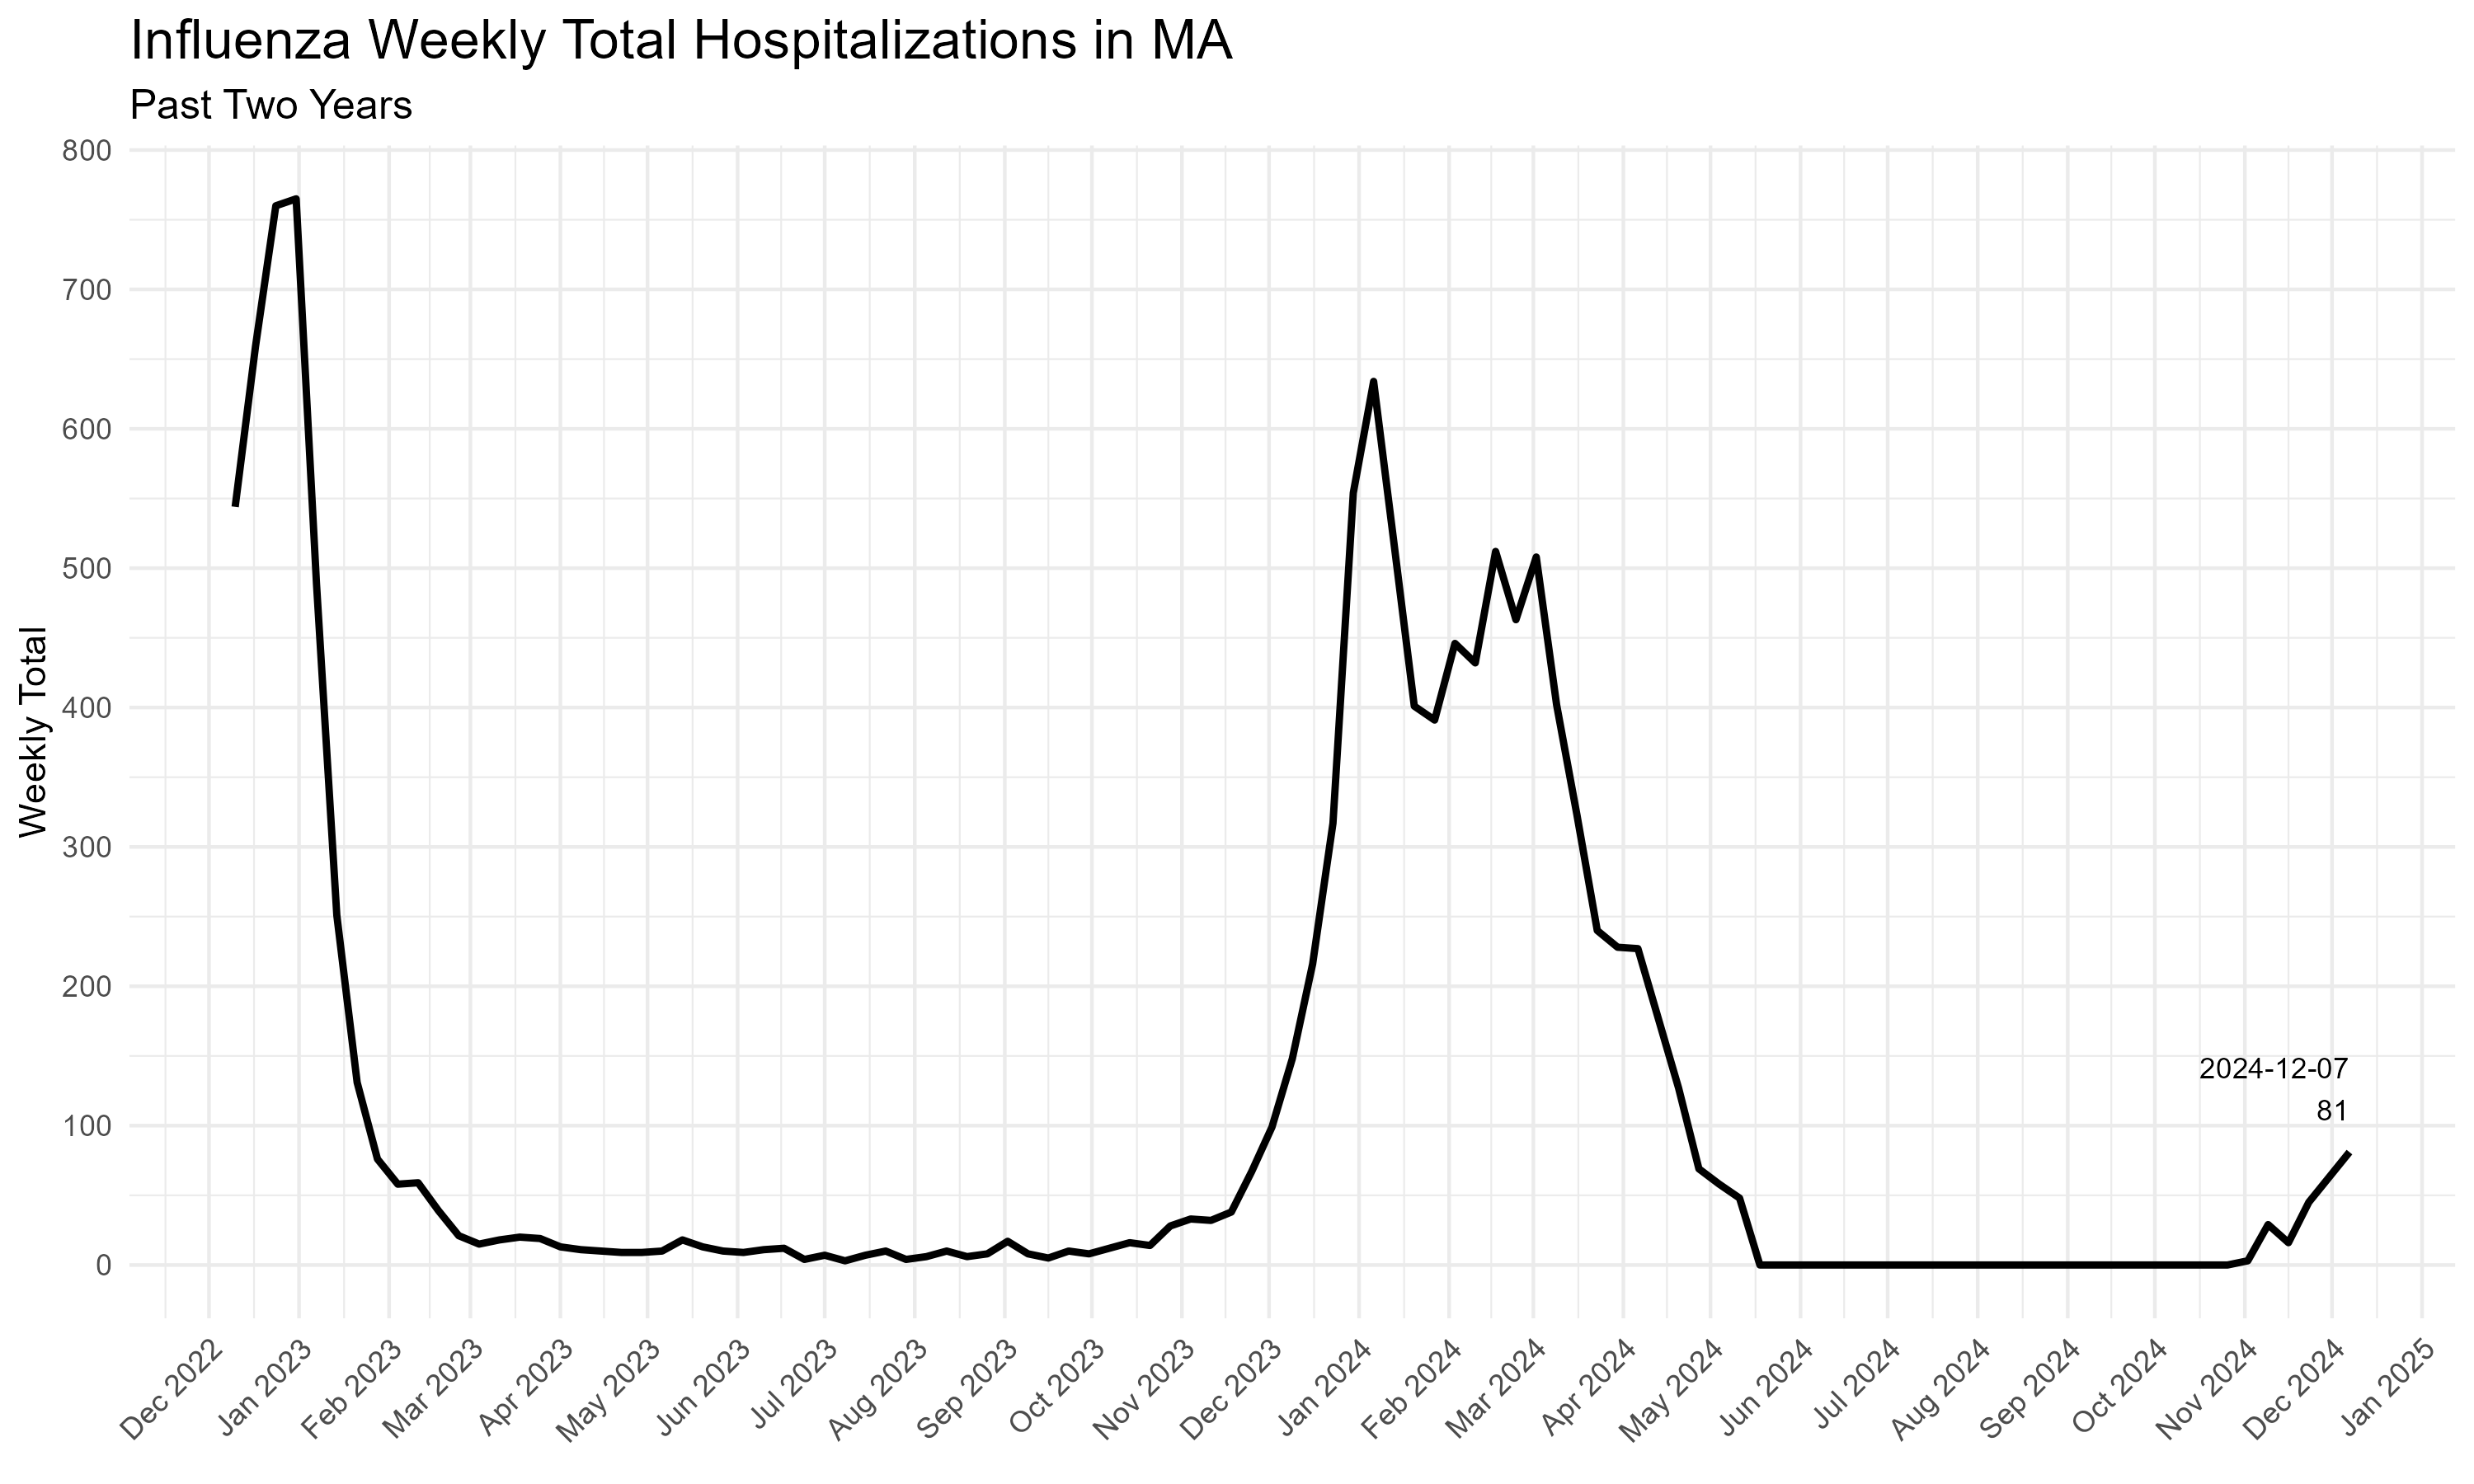 Influenza Weekly Total Hospitalizations in MA
Past Two Years
Weekly Total
800
700
600
500
400
300
200
100
0
2024-12-07
81
Dec 2022
Jan 2023
Feb 2023
Mar 2023
Apr 2023
May 2023
Jun 2023
Jul 2023
Aug 2023
Sep 2023
Oct 2023
Nov 2023
Dec 2023
Jan 2024
Feb 2024
Mar 2024
Apr 2024
May 2024
Jun 2024
Jul 2024
Aug 2024
Sep 2024
Oct 2024
Nov 2024
Dec 2024
Jan 2025